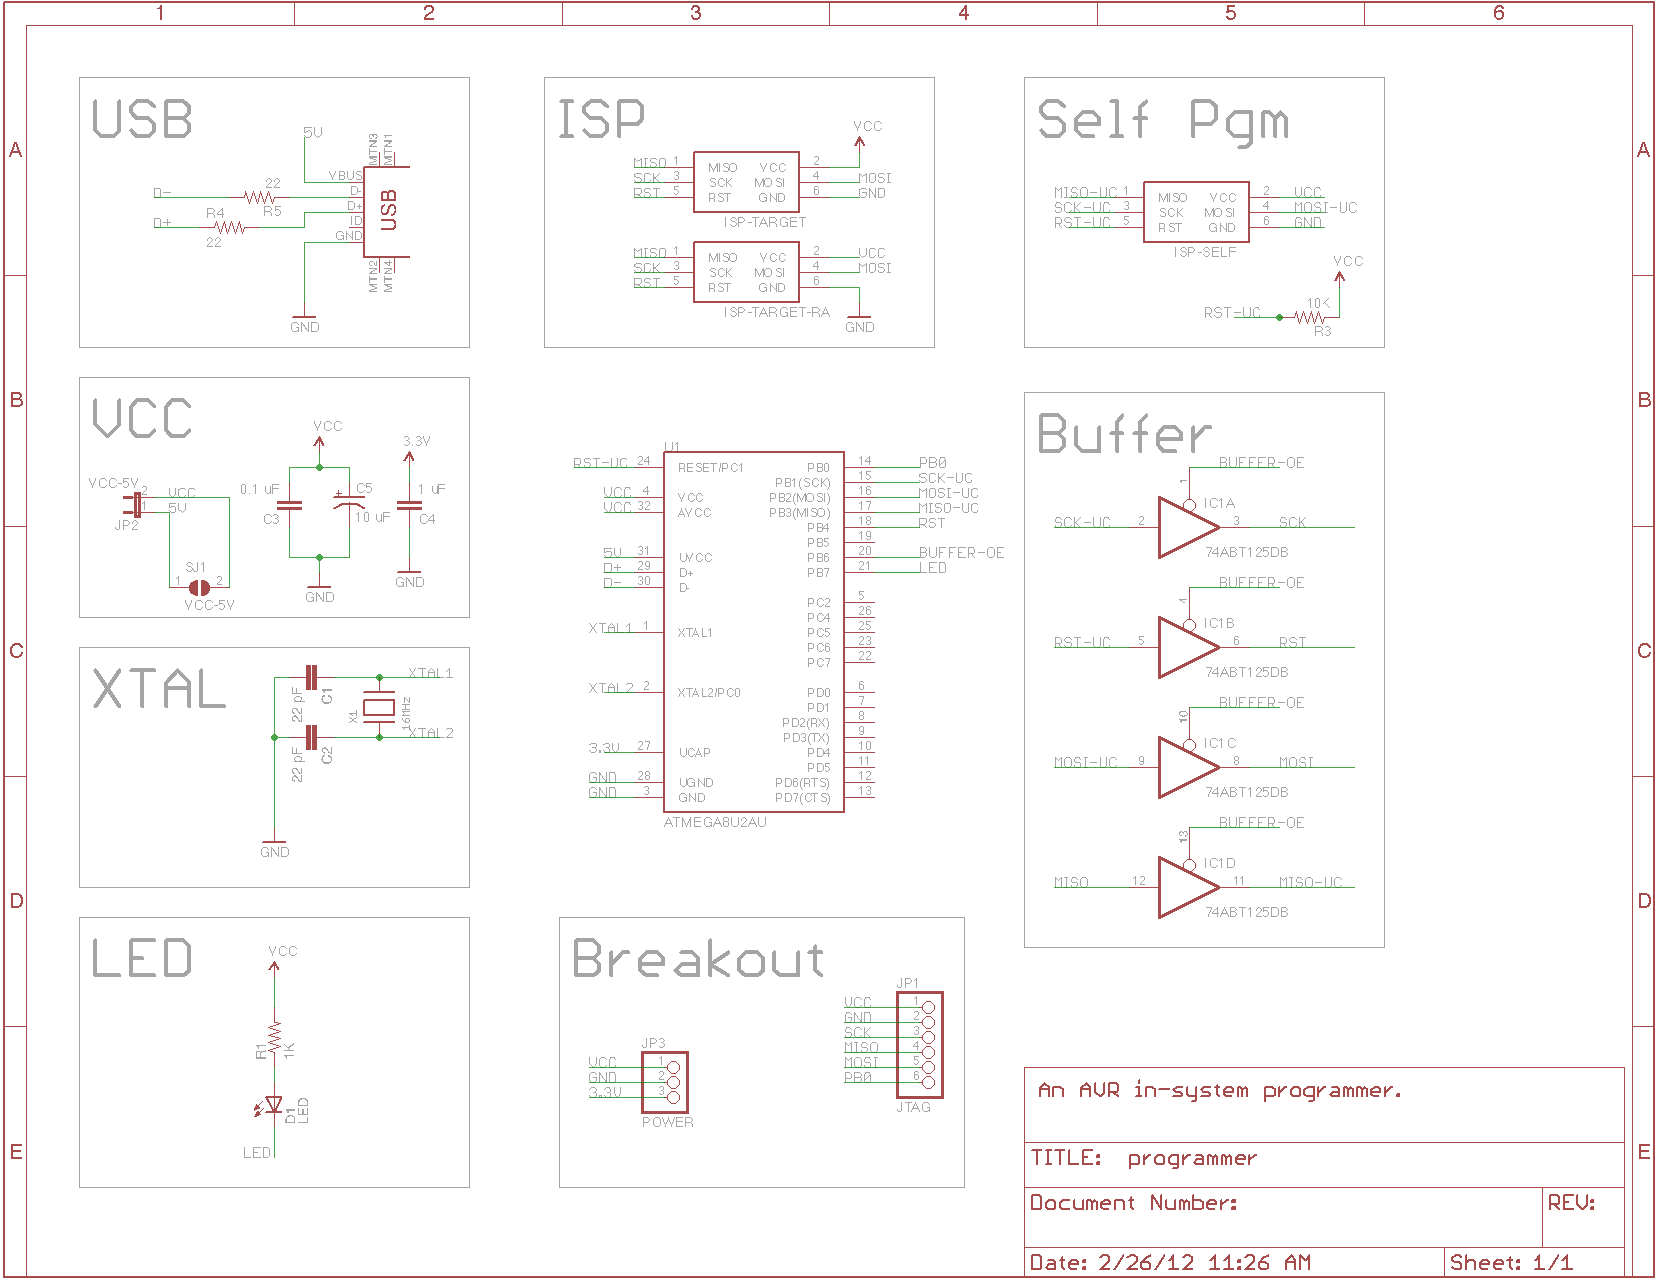 1 2 3 4 5 6
A A
B B
C C
D D
E E
USB
5V
MTN3
MTN1
VBUS
D-
D+
ID
GND
USB
MTN2
MTN4
D-
22
R5
D+
R4
22
GND
ISP
VCC
MISO 1 MISO VCC 2
SCK 3 SCK MOSI 4 MOSI
RST 5 RST GND 6 GND
ISP-TARGET
MISO 1 MISO VCC 2 VCC
SCK 3 SCK MOSI 4 MOSI
RST 5 RST GND 6
ISP-TARGET-RA
GND
Self Pgm
MISO-UC 1 MISO VCC 2 VCC
SCK-UC 3 SCK MOSI 4 MOSI-UC
RST-UC 5 RST GND 6 GND
ISP-SELF
VCC
10K
RST-UC
R3
VCC
VCC-5V
2 VCC
1 5V
JP2
SJ1
1 2
VCC-5V
VCC
0.1 uF
C3
+
C5
10 uF
GND
3.3V
1 uF
C4
GND
U1
RST-UC 24 RESET/PC1
VCC 4 VCC
VCC 32 AVCC
5V 31 UVCC
D+ 29 D+
D- 30 D-
XTAL1 1 XTAL1
XTAL2 2 XTAL2/PC0
3.3V 27 UCAP
GND 28 UGND
GND 3 GND
PB0 14 PB0
PB1(SCK) 15 SCK-UC
PB2(MOSI) 16 MOSI-UC
PB3(MISO) 17 MISO-UC
PB4 18 RST
PB5 19
PB6 20 BUFFER-OE
PB7 21 LED
PC2 5
PC4 26
PC5 25
PC6 23
PC7 22
PD0 6
PD1 7
PD2(RX) 8
PD3(TX) 9
PD4 10
PD5 11
PD6(RTS) 12
PD7(CTS) 13
ATMEGA8U2AU
Buffer
BUFFER-OE
1
IC1A
SCK-UC 2 3 SCK
74ABT125DB
BUFFER-OE
4
IC1B
RST-UC 5 6 RST
74ABT125DB
BUFFER-OE
10
IC1C
MOSI-UC 9 8 MOSI
74ABT125DB
BUFFER-OE
13
IC1D
MISO 12 11 MISO-UC
74ABT125DB
XTAL
22 pF
C1
XTAL1
X1
16MHz
22 pF
C2
XTAL2
GND
LED
VCC
R1
1K
D1
LED
LED
Breakout
JP3
VCC 1
GND 2
3.3V 3
POWER
JP1
VCC 1
GND 2
SCK 3
MISO 4
MOSI 5
PB0 6
JTAG
An AVR in-system programmer.
TITLE: programmer
Document Number:
REV:
Date: 2/26/12 11:26 AM
Sheet: 1/1
1 2 3 4 5 6